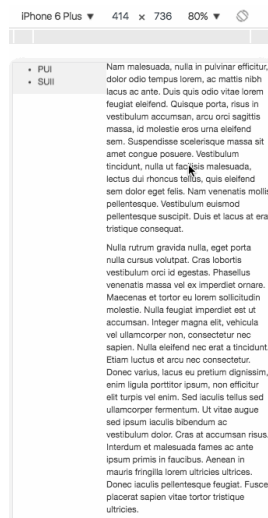 iPhone 6 Plus ▼ 414 x 736 80% ▼
• PUI
• SUII
Nam malesuada, nulla in pulvinar efficitur,
dolor odio tempus lorem, ac mattis nibh
lacus ac ante. Duis quis odio vitae lorem
feugiat eleifend. Quisque porta, risus in
vestibulum accumsan, arcu orci sagittis
massa, id molestie eros urna eleifend
sem. Suspendisse scelerisque massa sit
amet congue posuere. Vestibulum
tincidunt, nulla ut facilisis malesuada,
lectus dui rhoncus tellus, quis eleifend
sem dolor eget felis. Nam venenatis mollis
pellentesque. Vestibulum euismod
pellentesque suscipit. Duis et lacus at era
tristique consequat.
Nulla rutrum gravida nulla, eget porta
nulla cursus volutpat. Cras lobortis
vestibulum orci id egestas. Phasellus
venenatis massa vel ex imperdiet ornare.
Maecenas et tortor eu lorem sollicitudin
molestie. Nulla feugiat imperdiet est ut
accumsan. Integer magna elit, vehicula
vel ullamcorper non, consectetur nec
sapien. Nulla eleifend nec erat a tincidunt.
Etiam luctus et arcu nec consectetur.
Donec varius, lacus eu pretium dignissim,
enim ligula porttitor ipsum, non efficitur
elit turpis vel enim. Sed iaculis tellus sed
ullamcorper fermentum. Ut vitae augue
sed ipsum iaculis bibendum ac
vestibulum dolor. Cras at accumsan risus.
Interdum et malesuada fames ac ante
ipsum primis in faucibus. Aenean in
mauris fringilla lorem ultricies ultrices.
Donec iaculis pellentesque feugiat. Fusce
placerat sapien vitae tortor tristique
ultricies.